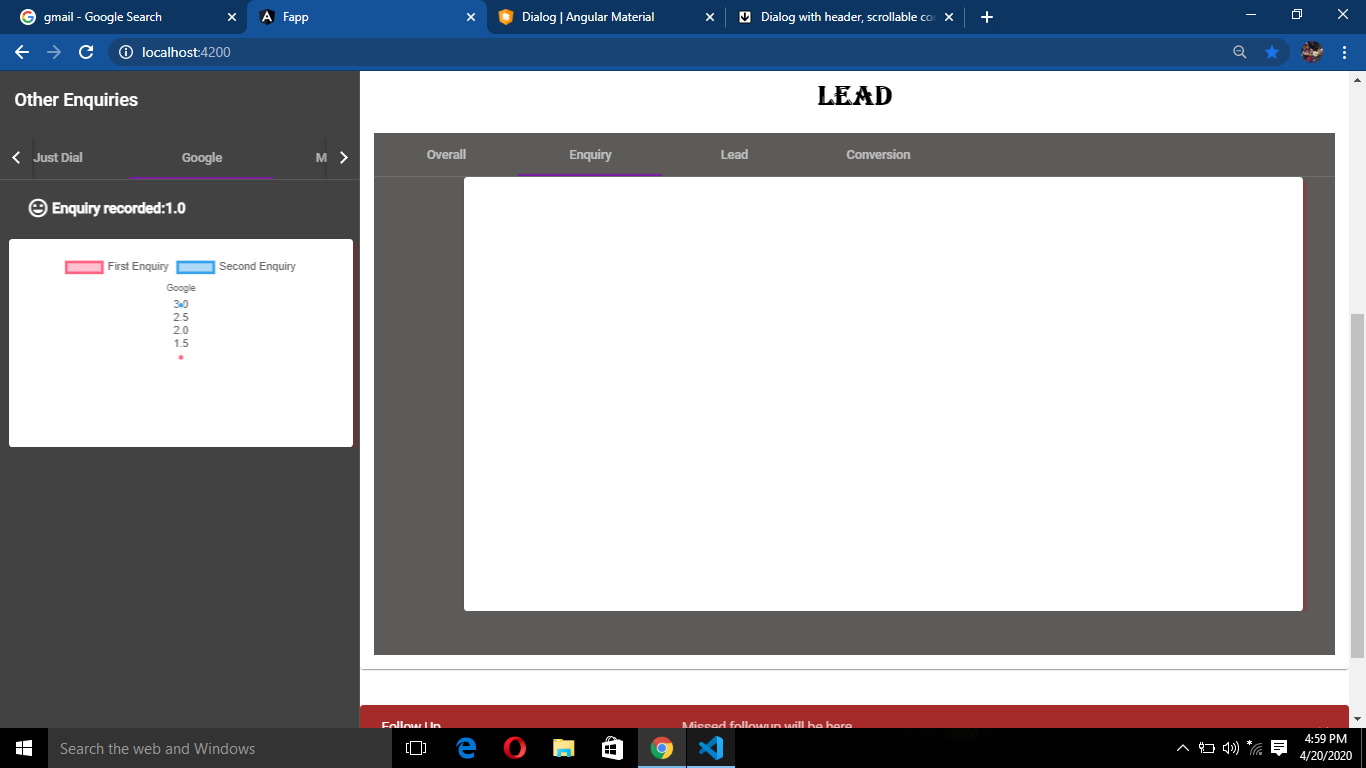 gmail - Google Search
Fapp
Dialog | Angular Material
Dialog with header, scrollable co
localhost:4200
Other Enquiries
Just Dial Google M
Enquiry recorded:1.0
First Enquiry Second Enquiry
Google
3.0
2.5
2.0
1.5
LEAD
Overall Enquiry Lead Conversion
Follow Up Missed followup will be here
Search the web and Windows
4:59 PM
4/20/2020